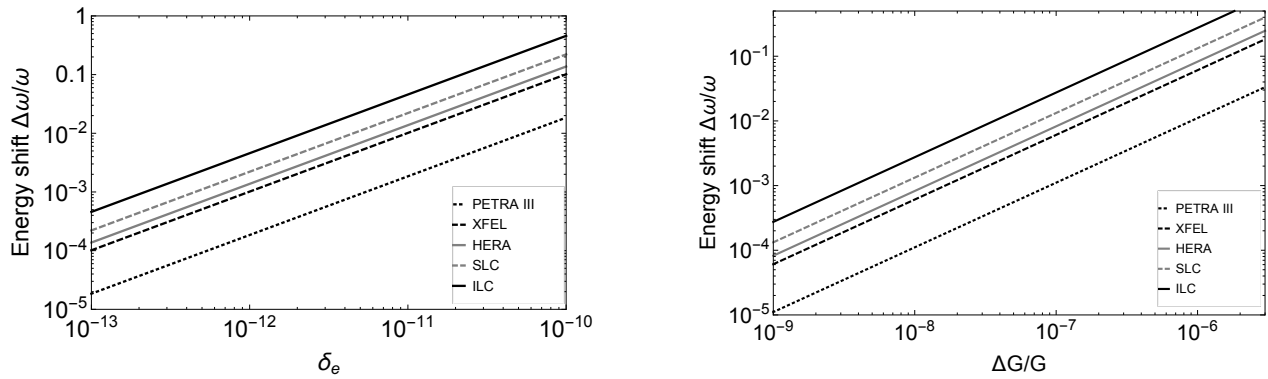 Energy shift Δω/ω
1
0.1
10⁻²
10⁻³
10⁻⁴
10⁻⁵
10⁻¹³ 10⁻¹² 10⁻¹¹ 10⁻¹⁰
δₑ
PETRA III
XFEL
HERA
SLC
ILC
Energy shift Δω/ω
10⁻¹
10⁻²
10⁻³
10⁻⁴
10⁻⁵
10⁻⁹ 10⁻⁸ 10⁻⁷ 10⁻⁶
ΔG/G
PETRA III
XFEL
HERA
SLC
ILC